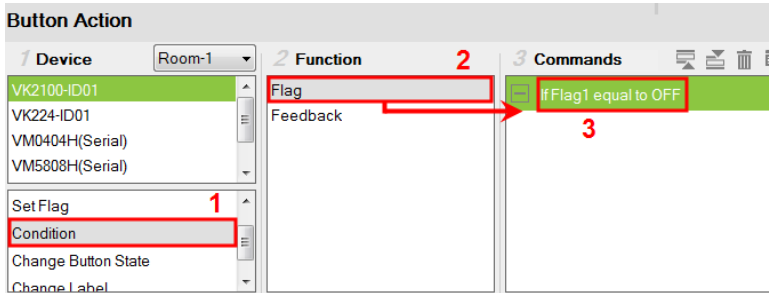 Button Action
1 Device
Room-1
2 Function
2
3 Commands
VK2100-ID01
VK224-ID01
VM0404H(Serial)
VM5808H(Serial)
Set Flag
1
Condition
Change Button State
Change Label
Flag
Feedback
If Flag1 equal to OFF
3